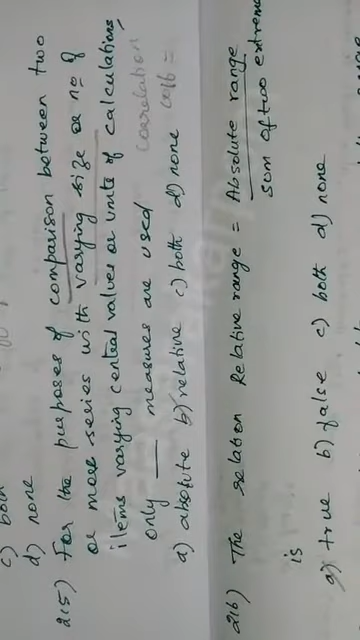 c) both
d) none
215) For the purposes of comparison between two
or more series with varying size or no= of
items varying central values or units of calculations,
only ___ measures are used
correlation
a) absolute b) relative c) both d) none
coib =
216) The relation Relative range = Absolute range
sum of two extreme
is
a) true b) false c) both d) none